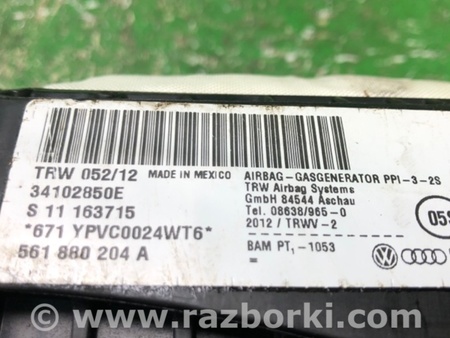 TRW 052/12 MADE IN MEXICO
34102850E
S 11 163715
*671 YPVC0024WT6*
561 880 204 A
AIRBAG-GASGENERATOR PPI-3-2S
TRW Airbag Systems
GmbH 84544 Aschau
Tel. 08638/965-0
2012 / TRWV-2
BAM PT₁-1053
www.razborki.com